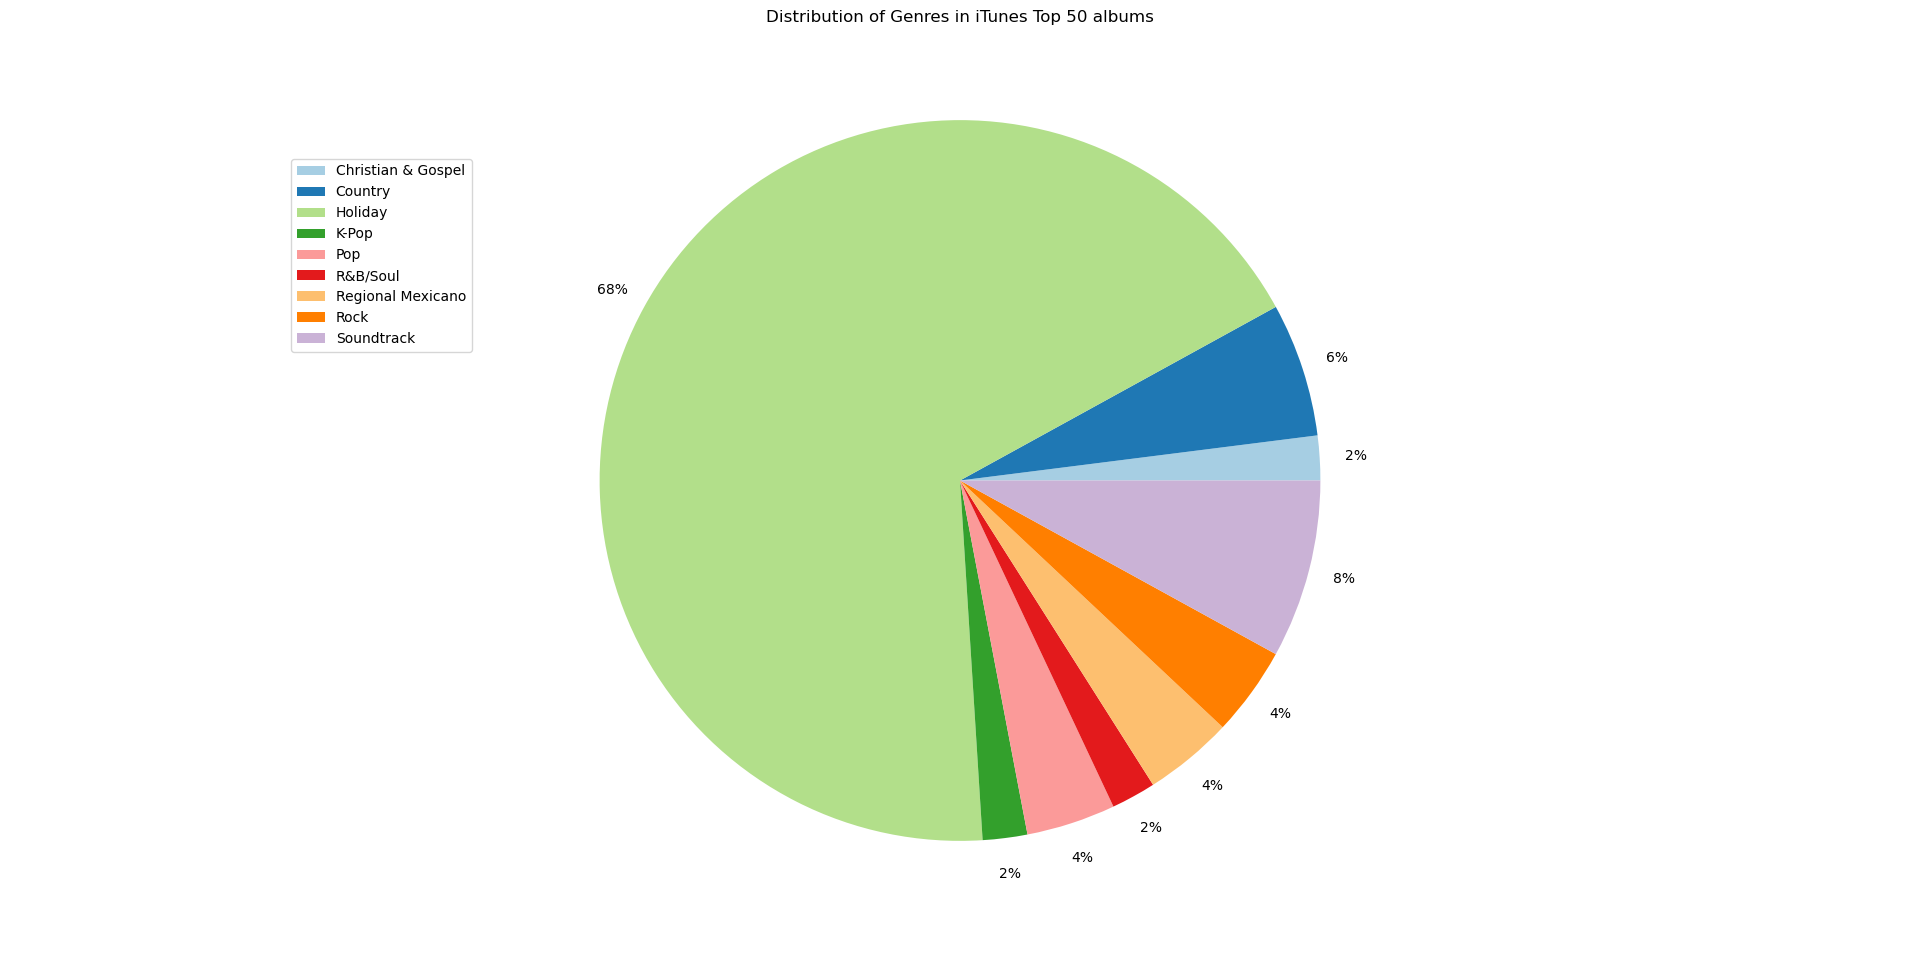 Distribution of Genres in iTunes Top 50 albums
Christian & Gospel
Country
Holiday
K-Pop
Pop
R&B/Soul
Regional Mexicano
Rock
Soundtrack
68%
6%
2%
8%
4%
4%
2%
4%
2%